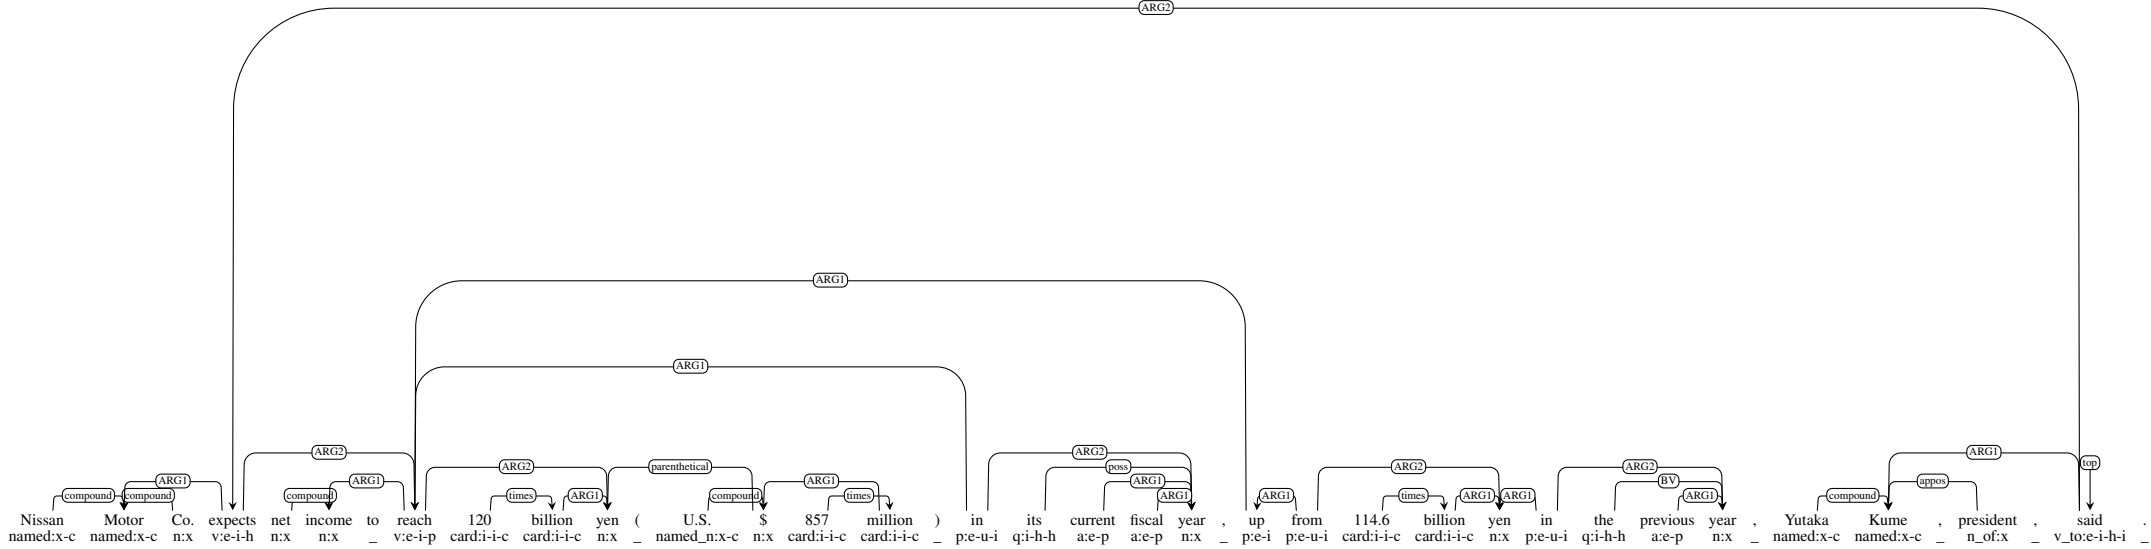 ARG2
ARG1
ARG1
ARG2 ARG2 ARG1
ARG2 parenthetical poss ARG2 ARG2 top
ARG1 ARG1 ARG1 ARG1 BV appos
compound compound compound times ARG1 compound times ARG1 ARG1 times ARG1 ARG1 ARG1 compound
Nissan Motor Co. expects net income to reach 120 billion yen ( U.S. $ 857 million ) in its current fiscal year , up from 114.6 billion yen in the previous year , Yutaka Kume , president , said .
named:x-c named:x-c n:x v:e-i-h n:x n:x _ v:e-i-p card:i-i-c card:i-i-c n:x _ named_n:x-c n:x card:i-i-c card:i-i-c _ p:e-u-i q:i-h-h a:e-p a:e-p n:x _ p:e-i p:e-u-i card:i-i-c card:i-i-c n:x p:e-u-i q:i-h-h a:e-p n:x _ named:x-c named:x-c _ n_of:x _ v_to:e-i-h-i _